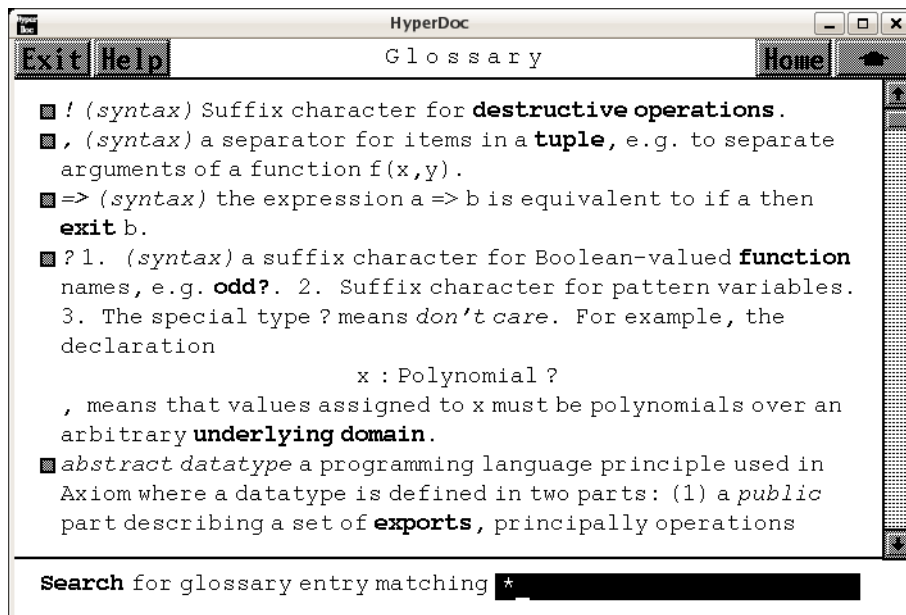 Hyper
Doc
HyperDoc
Exit Help Glossary Home
! (syntax) Suffix character for destructive operations.
, (syntax) a separator for items in a tuple, e.g. to separate
arguments of a function f(x,y).
=> (syntax) the expression a => b is equivalent to if a then
exit b.
? 1. (syntax) a suffix character for Boolean-valued function
names, e.g. odd?. 2. Suffix character for pattern variables.
3. The special type ? means don't care. For example, the
declaration
x : Polynomial ?
, means that values assigned to x must be polynomials over an
arbitrary underlying domain.
abstract datatype a programming language principle used in
Axiom where a datatype is defined in two parts: (1) a public
part describing a set of exports, principally operations
Search for glossary entry matching *_